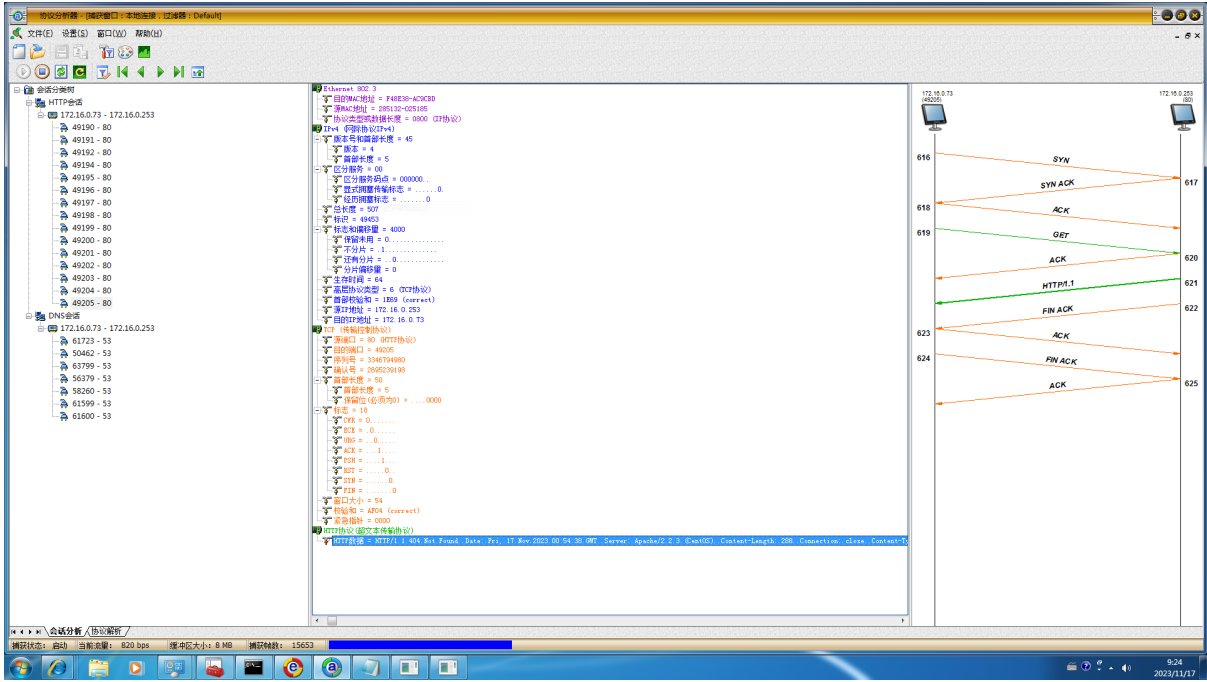 协议分析器 - [捕获窗口：本地连接，过滤器：Default]
文件(F) 设置(S) 窗口(W) 帮助(H)
会话分类树
HTTP会话
172.16.0.73 - 172.16.0.253
49190 - 80
49191 - 80
49192 - 80
49194 - 80
49195 - 80
49196 - 80
49197 - 80
49198 - 80
49199 - 80
49200 - 80
49201 - 80
49202 - 80
49203 - 80
49204 - 80
49205 - 80
DNS会话
172.16.0.73 - 172.16.0.253
61723 - 53
50462 - 53
63799 - 53
56379 - 53
58260 - 53
61599 - 53
61600 - 53
Ethernet 802.3
目的MAC地址 = F48E38-AC9CBD
源MAC地址 = 285132-025185
协议类型或数据长度 = 0800 (IP协议)
IPv4 (网际协议IPv4)
版本号和首部长度 = 45
版本 = 4
首部长度 = 5
区分服务 = 00
区分服务码点 = 000000..
显式拥塞传输标志 = ......0.
经历拥塞标志 = .......0
总长度 = 507
标识 = 49453
标志和偏移量 = 4000
保留未用 = 0...............
不分片 = .1..............
还有分片 = ..0.............
分片偏移量 = 0
生存时间 = 64
高层协议类型 = 6 (TCP协议)
首部校验和 = 1E69 (correct)
源IP地址 = 172.16.0.253
目的IP地址 = 172.16.0.73
TCP (传输控制协议)
源端口 = 80 (HTTP协议)
目的端口 = 49205
序列号 = 3346794980
确认号 = 2695239198
首部长度 = 50
首部长度 = 5
保留位(必须为0) = ....0000
标志 = 18
CWR = 0.......
ECE = .0......
URG = ..0.....
ACK = ...1....
PSH = ....1...
RST = .....0..
SYN = ......0.
FIN = .......0
窗口大小 = 54
校验和 = AF04 (correct)
紧急指针 = 0000
HTTP协议(超文本传输协议)
HTTP数据 = HTTP/1.1.404.Not.Found..Date:.Fri,.17.Nov.2023.00:54:38.GMT..Server:.Apache/2.2.3.(CentOS)..Content-Length:.288..Connection:.close..Content-Ty
172.16.0.73
(49205)
172.16.0.253
(80)
616 SYN
SYN ACK 617
618 ACK
619 GET
ACK 620
HTTP/1.1 621
FIN ACK 622
623 ACK
624 FIN ACK
ACK 625
会话分析 协议解析
捕获状态： 启动 当前流量： 820 bps 缓冲区大小： 8 MB 捕获帧数： 15653
9:24
2023/11/17